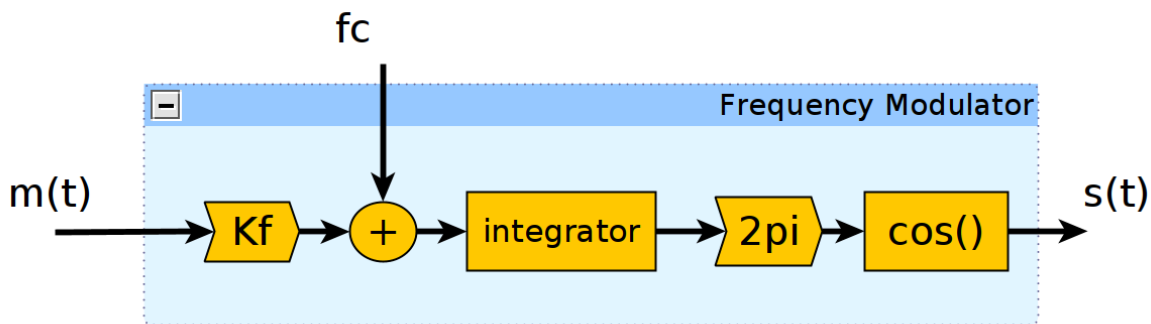 fc
Frequency Modulator
m(t)
Kf
+
integrator
2pi
cos()
s(t)